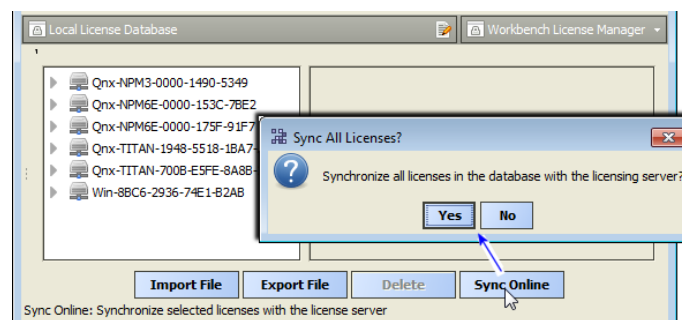 Local License Database
Workbench License Manager
Qnx-NPM3-0000-1490-5349
Qnx-NPM6E-0000-153C-7BE2
Qnx-NPM6E-0000-175F-91F7
Qnx-TITAN-1948-5518-1BA7-
Qnx-TITAN-700B-E5FE-8A8B-
Win-8BC6-2936-74E1-B2AB
Sync All Licenses?
Synchronize all licenses in the database with the licensing server?
Yes No
Import File Export File Delete Sync Online
Sync Online: Synchronize selected licenses with the license server